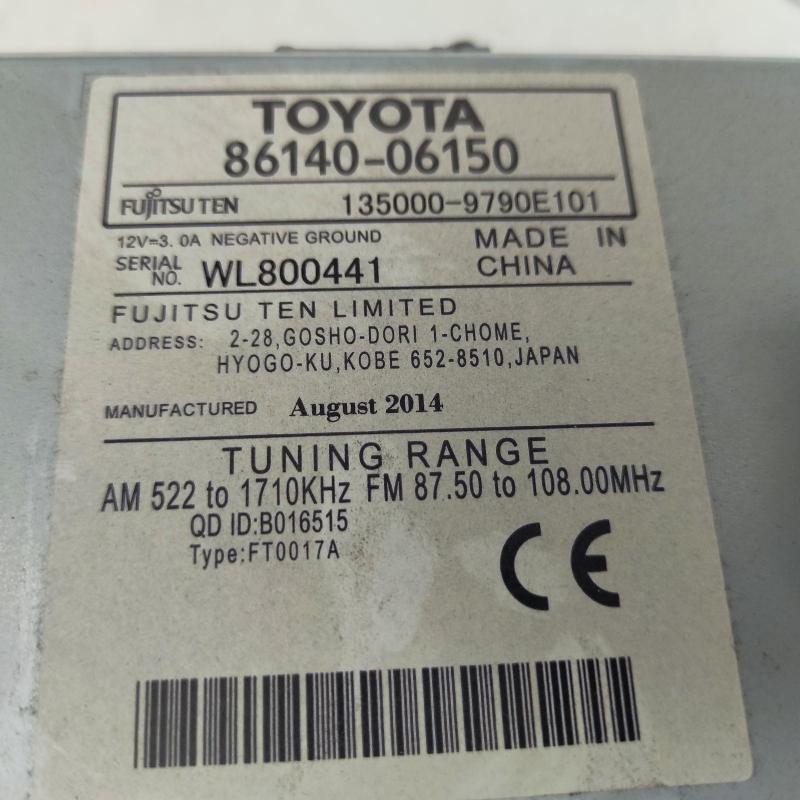 TOYOTA
86140-06150
FUJITSU TEN 135000-9790E101
12V=3. 0A NEGATIVE GROUND MADE IN
SERIAL NO. WL800441 CHINA
FUJITSU TEN LIMITED
ADDRESS: 2-28,GOSHO-DORI 1-CHOME,
HYOGO-KU,KOBE 652-8510,JAPAN
MANUFACTURED August 2014
TUNING RANGE
AM 522 to 1710KHz FM 87.50 to 108.00MHz
QD ID:B016515
Type:FT0017A
CE